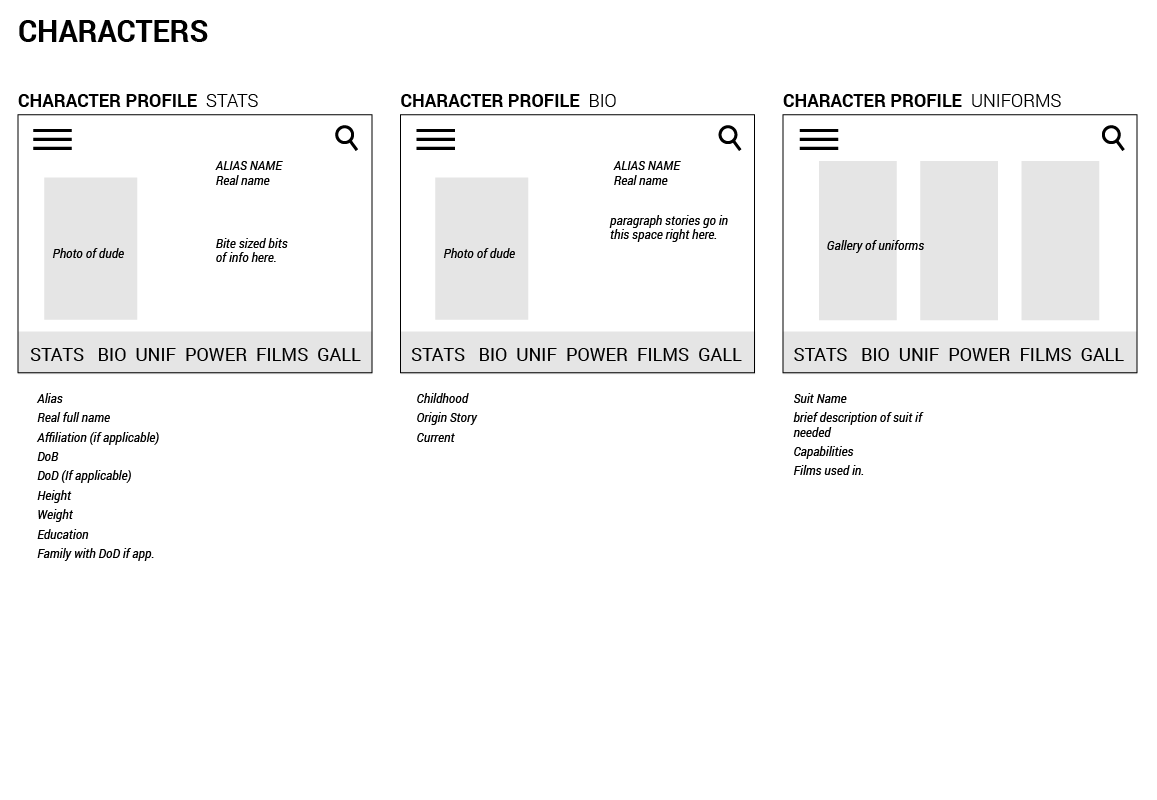 CHARACTERS
CHARACTER PROFILE STATS
ALIAS NAME
Real name
Photo of dude
Bite sized bits
of info here.
STATS BIO UNIF POWER FILMS GALL
Alias
Real full name
Affiliation (if applicable)
DoB
DoD (If applicable)
Height
Weight
Education
Family with DoD if app.
CHARACTER PROFILE BIO
ALIAS NAME
Real name
paragraph stories go in
this space right here.
Photo of dude
STATS BIO UNIF POWER FILMS GALL
Childhood
Origin Story
Current
CHARACTER PROFILE UNIFORMS
Gallery of uniforms
STATS BIO UNIF POWER FILMS GALL
Suit Name
brief description of suit if
needed
Capabilities
Films used in.